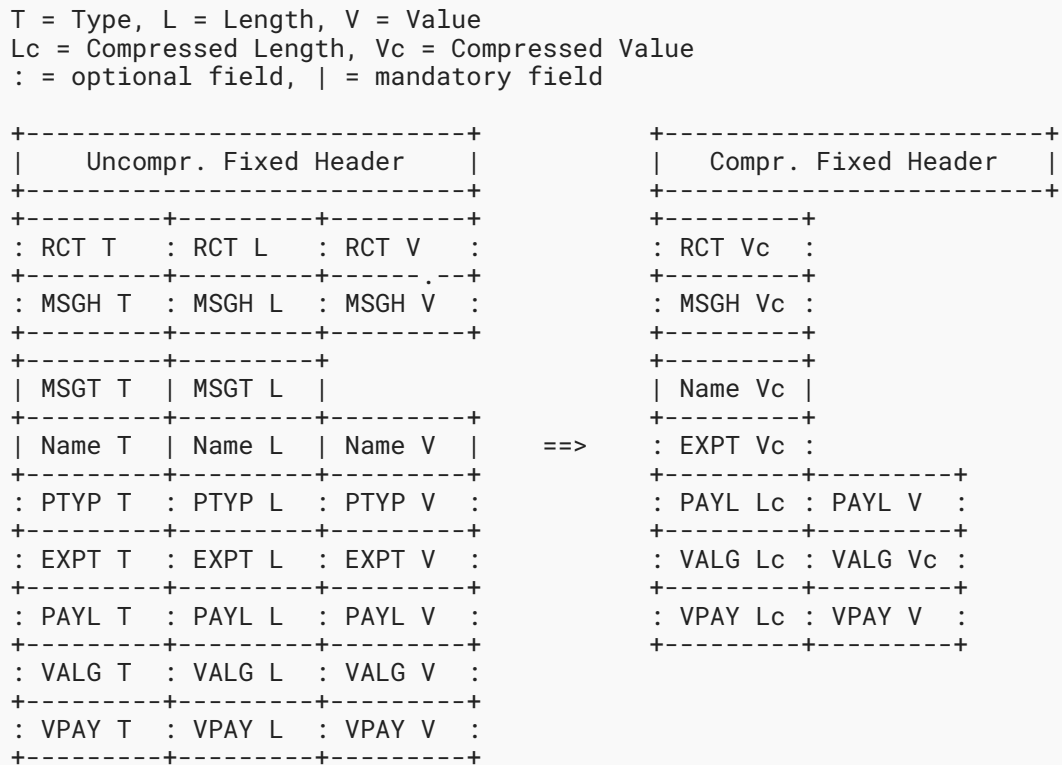 T = Type, L = Length, V = Value
Lc = Compressed Length, Vc = Compressed Value
: = optional field, | = mandatory field

+-----------------------------+           +-------------------------+
|    Uncompr. Fixed Header    |           |   Compr. Fixed Header   |
+-----------------------------+           +-------------------------+
+---------+---------+---------+           +---------+
: RCT T   : RCT L   : RCT V   :           : RCT Vc  :
+---------+---------+------.--+           +---------+
: MSGH T  : MSGH L  : MSGH V  :           : MSGH Vc :
+---------+---------+---------+           +---------+
+---------+---------+                     +---------+
| MSGT T  | MSGT L  |                     | Name Vc |
+---------+---------+---------+           +---------+
| Name T  | Name L  | Name V  |    ==>    : EXPT Vc :
+---------+---------+---------+           +---------+---------+
: PTYP T  : PTYP L  : PTYP V  :           : PAYL Lc : PAYL V  :
+---------+---------+---------+           +---------+---------+
: EXPT T  : EXPT L  : EXPT V  :           : VALG Lc : VALG Vc :
+---------+---------+---------+           +---------+---------+
: PAYL T  : PAYL L  : PAYL V  :           : VPAY Lc : VPAY V  :
+---------+---------+---------+           +---------+---------+
: VALG T  : VALG L  : VALG V  :
+---------+---------+---------+
: VPAY T  : VPAY L  : VPAY V  :
+---------+---------+---------+